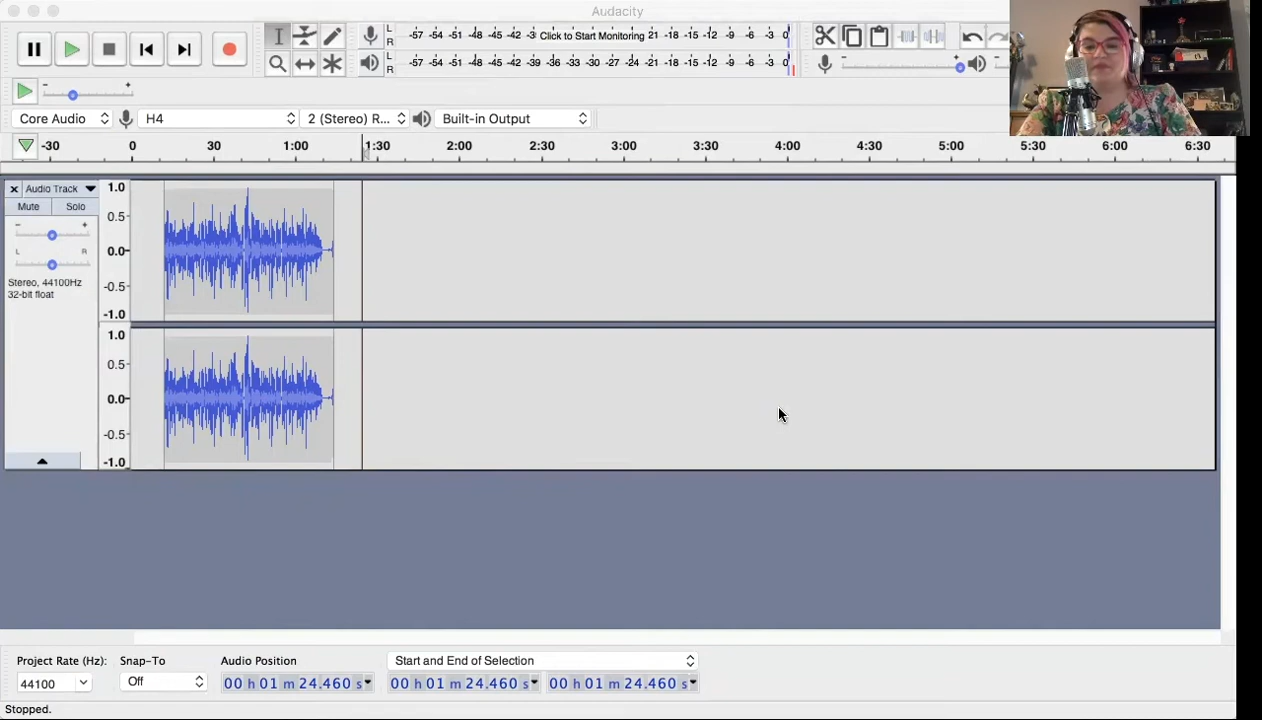 Audacity
L
R
-57 -54 -51 -48 -45 -42 -3 Click to Start Monitoring 21 -18 -15 -12 -9 -6 -3 0
L
R
-57 -54 -51 -48 -45 -42 -39 -36 -33 -30 -27 -24 -21 -18 -15 -12 -9 -6 -3 0
- +
Core Audio H4 2 (Stereo) R... Built-in Output
-30 0 30 1:00 1:30 2:00 2:30 3:00 3:30 4:00 4:30 5:00 5:30 6:00 6:30
Audio Track
Mute Solo
- +
L R
Stereo, 44100Hz
32-bit float
1.0
0.5-
0.0-
-0.5-
-1.0
1.0
0.5-
0.0-
-0.5-
-1.0
Project Rate (Hz): Snap-To Audio Position Start and End of Selection
44100 Off 00 h 01 m 24.460 s 00 h 01 m 24.460 s 00 h 01 m 24.460 s
Stopped.